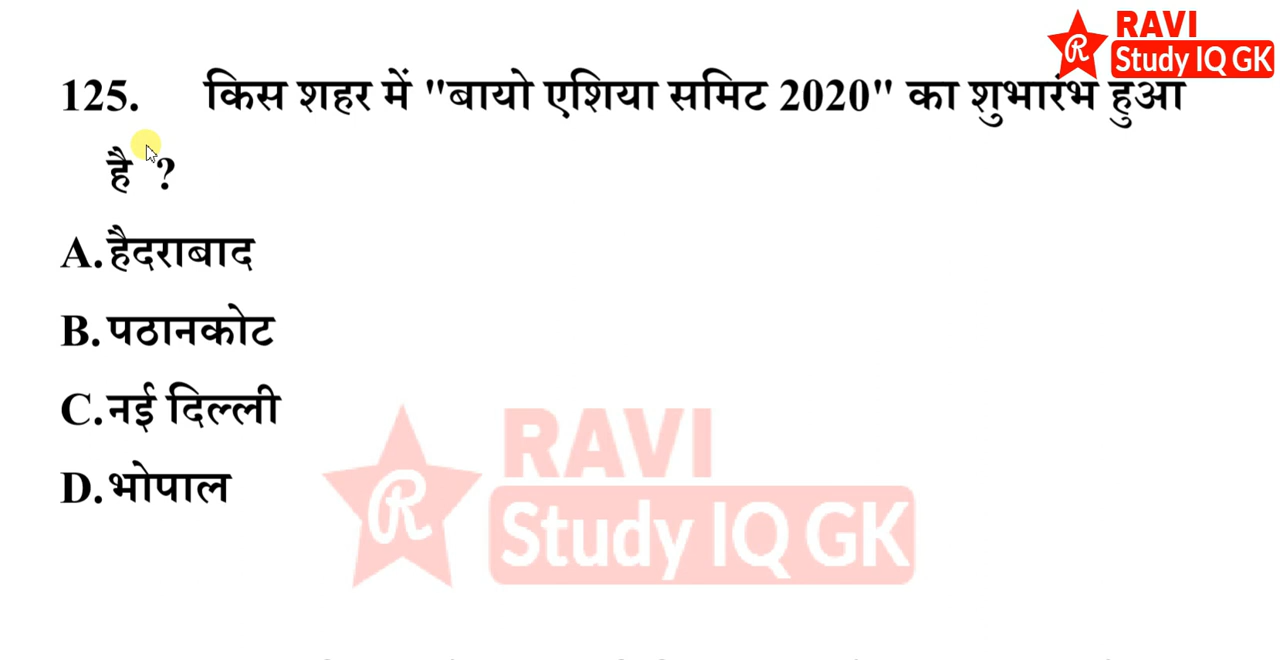 RAVI
Study IQ GK
125. किस शहर में "बायो एशिया समिट 2020" का शुभारंभ हुआ
है ?
A. हैदराबाद
B. पठानकोट
C. नई दिल्ली
D. भोपाल
R
RAVI
Study IQ GK